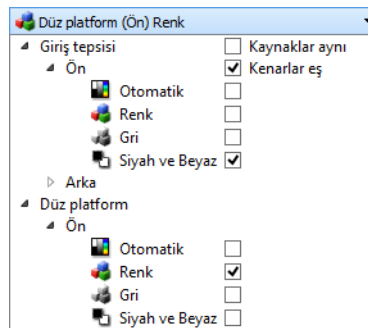 Düz platform (Ön) Renk
Giriş tepsisi Kaynaklar aynı
Ön Kenarlar eş
Otomatik
Renk
Gri
Siyah ve Beyaz
Arka
Düz platform
Ön
Otomatik
Renk
Gri
Siyah ve Beyaz